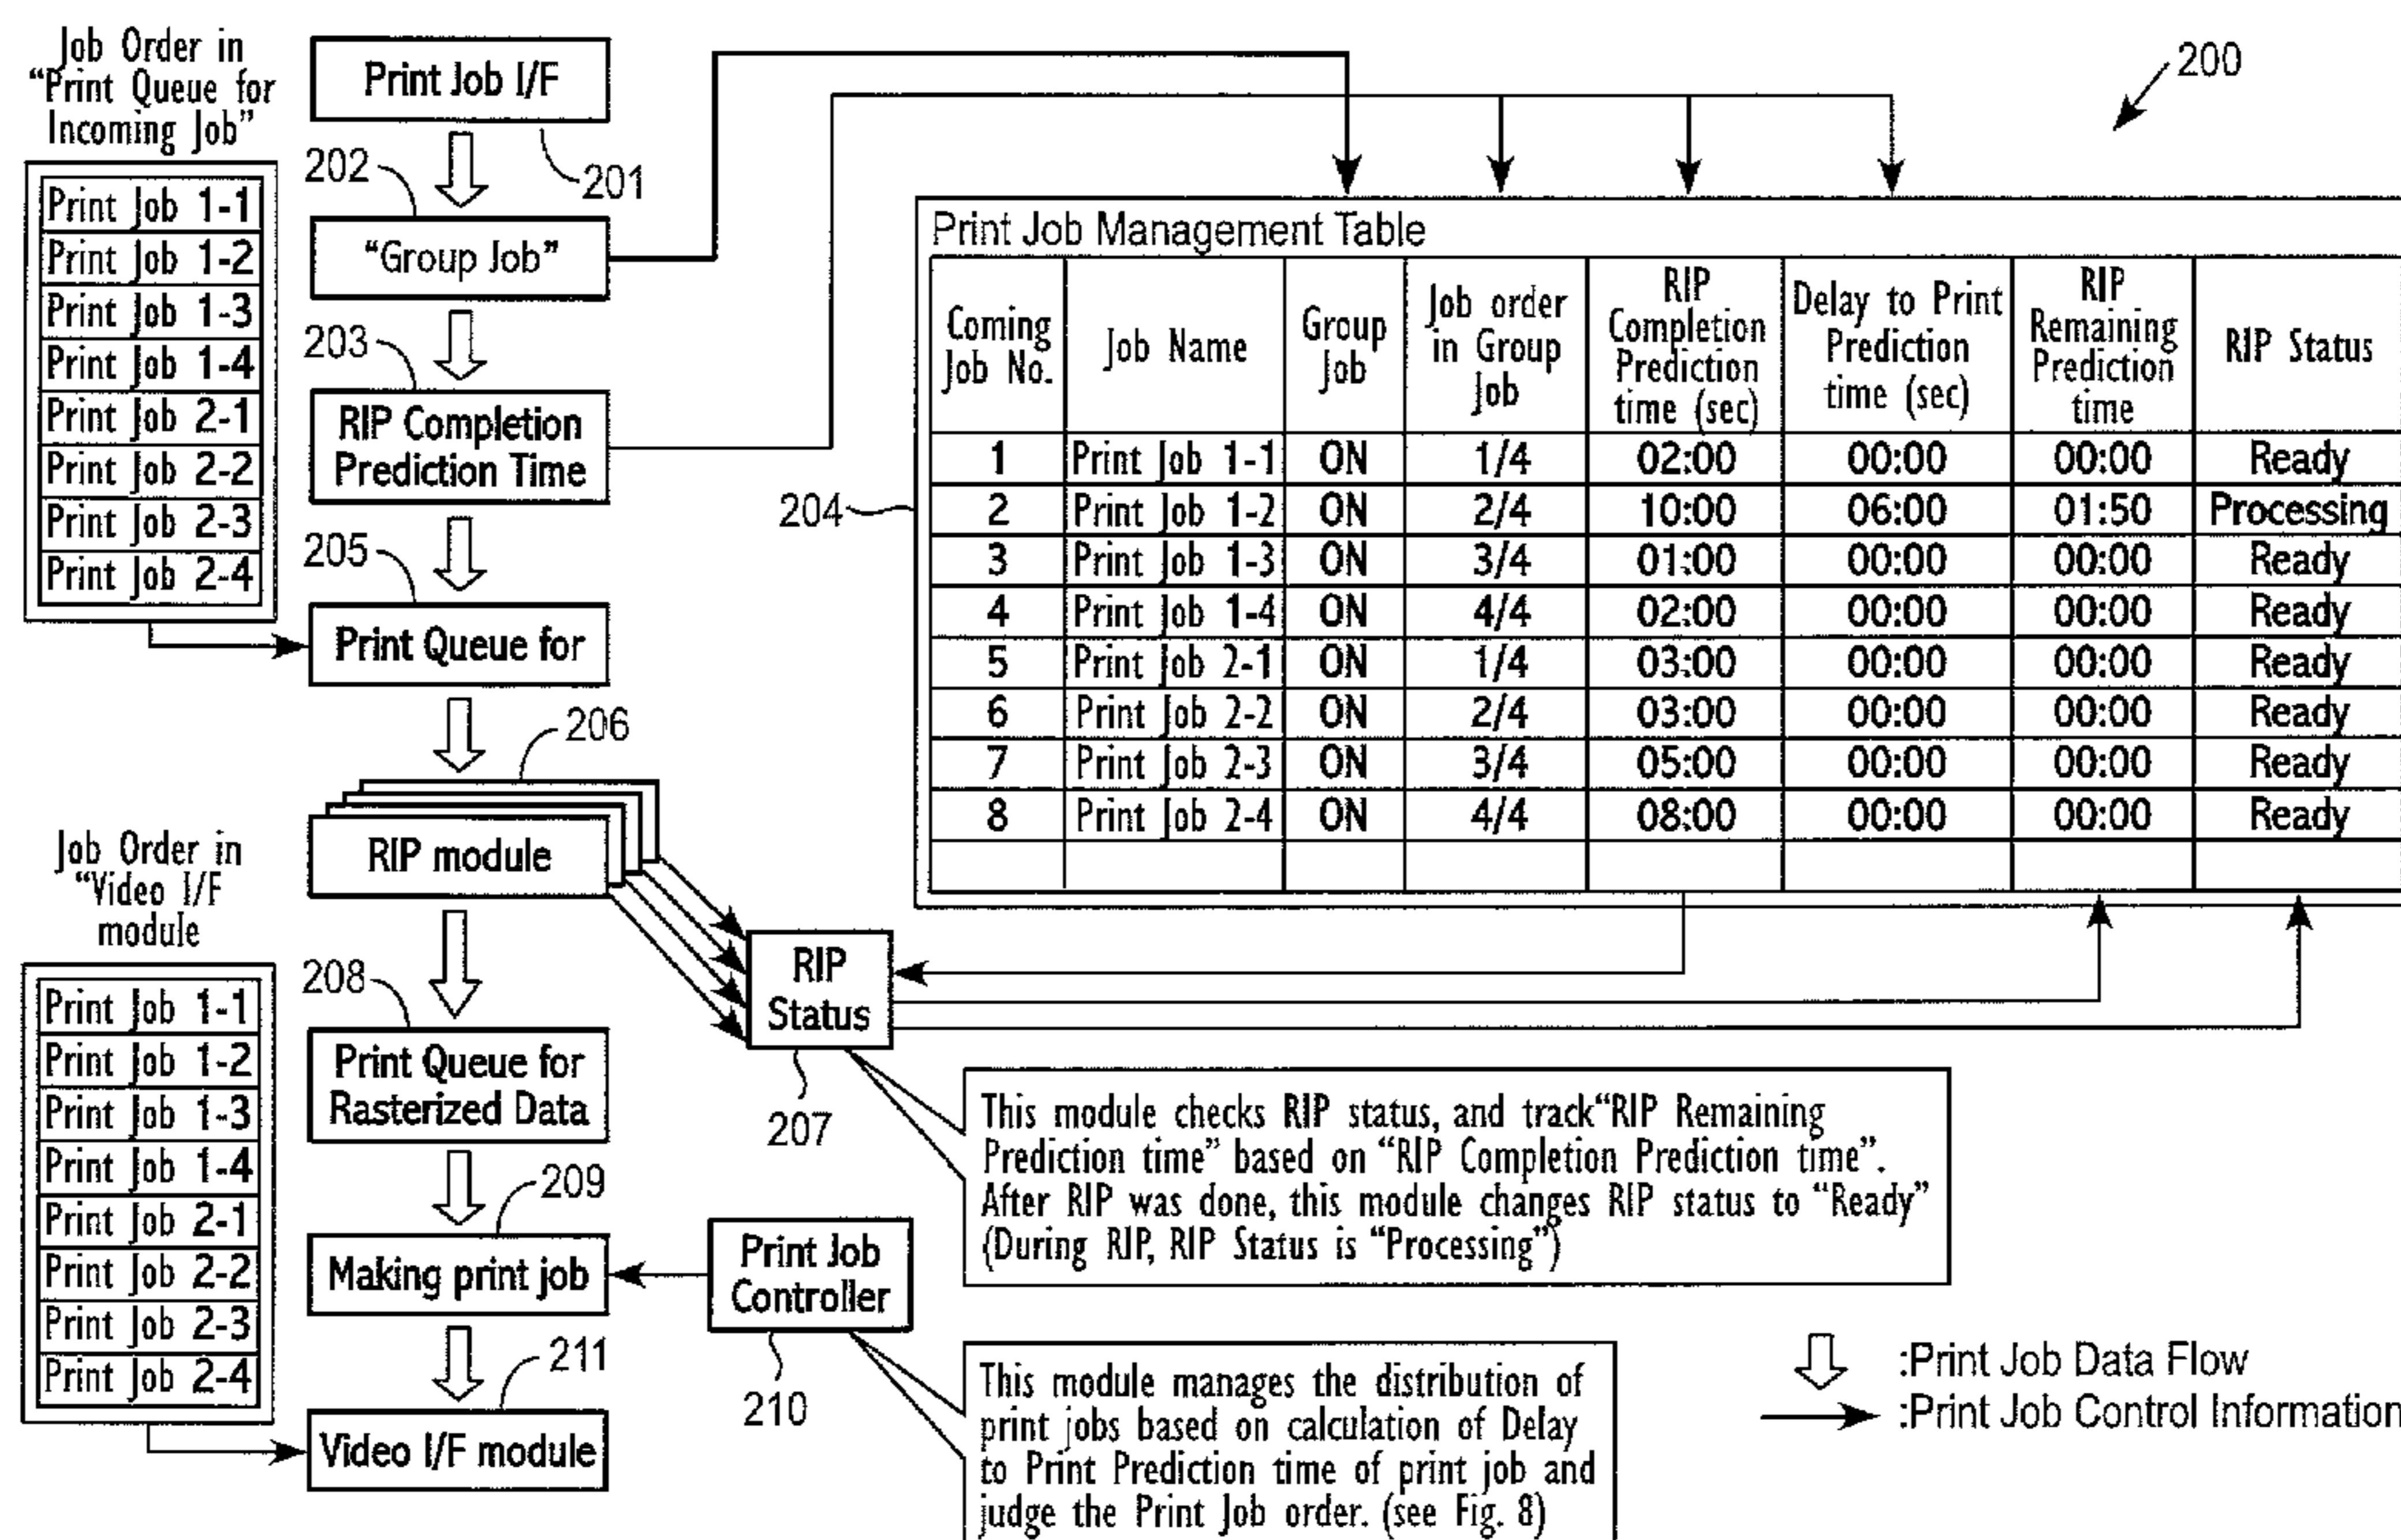 Job Order in
“Print Queue for
Incoming Job”
Print Job 1-1
Print Job 1-2
Print Job 1-3
Print Job 1-4
Print Job 2-1
Print Job 2-2
Print Job 2-3
Print Job 2-4
Print Job I/F
201
202
“Group Job”
203
RIP Completion
Prediction Time
205
Print Queue for
206
RIP module
Job Order in
“Video I/F
module
Print Job 1-1
Print Job 1-2
Print Job 1-3
Print Job 1-4
Print Job 2-1
Print Job 2-2
Print Job 2-3
Print Job 2-4
208
Print Queue for
Rasterized Data
209
Making print job
211
Video I/F module
RIP
Status
207
Print Job
Controller
210
200
204
Print Job Management Table
Coming Job No. Job Name Group Job Job order in Group Job RIP Completion Prediction time (sec) Delay to Print Prediction time (sec) RIP Remaining Prediction time RIP Status
1 Print Job 1-1 ON 1/4 02:00 00:00 00:00 Ready
2 Print Job 1-2 ON 2/4 10:00 06:00 01:50 Processing
3 Print Job 1-3 ON 3/4 01:00 00:00 00:00 Ready
4 Print Job 1-4 ON 4/4 02:00 00:00 00:00 Ready
5 Print Job 2-1 ON 1/4 03:00 00:00 00:00 Ready
6 Print Job 2-2 ON 2/4 03:00 00:00 00:00 Ready
7 Print Job 2-3 ON 3/4 05:00 00:00 00:00 Ready
8 Print Job 2-4 ON 4/4 08:00 00:00 00:00 Ready
This module checks RIP status, and track“RIP Remaining
Prediction time” based on “RIP Completion Prediction time”.
After RIP was done, this module changes RIP status to “Ready”
(During RIP, RIP Status is “Processing”)
This module manages the distribution of
print jobs based on calculation of Delay
to Print Prediction time of print job and
judge the Print Job order. (see Fig. 8)
:Print Job Data Flow
:Print Job Control Information